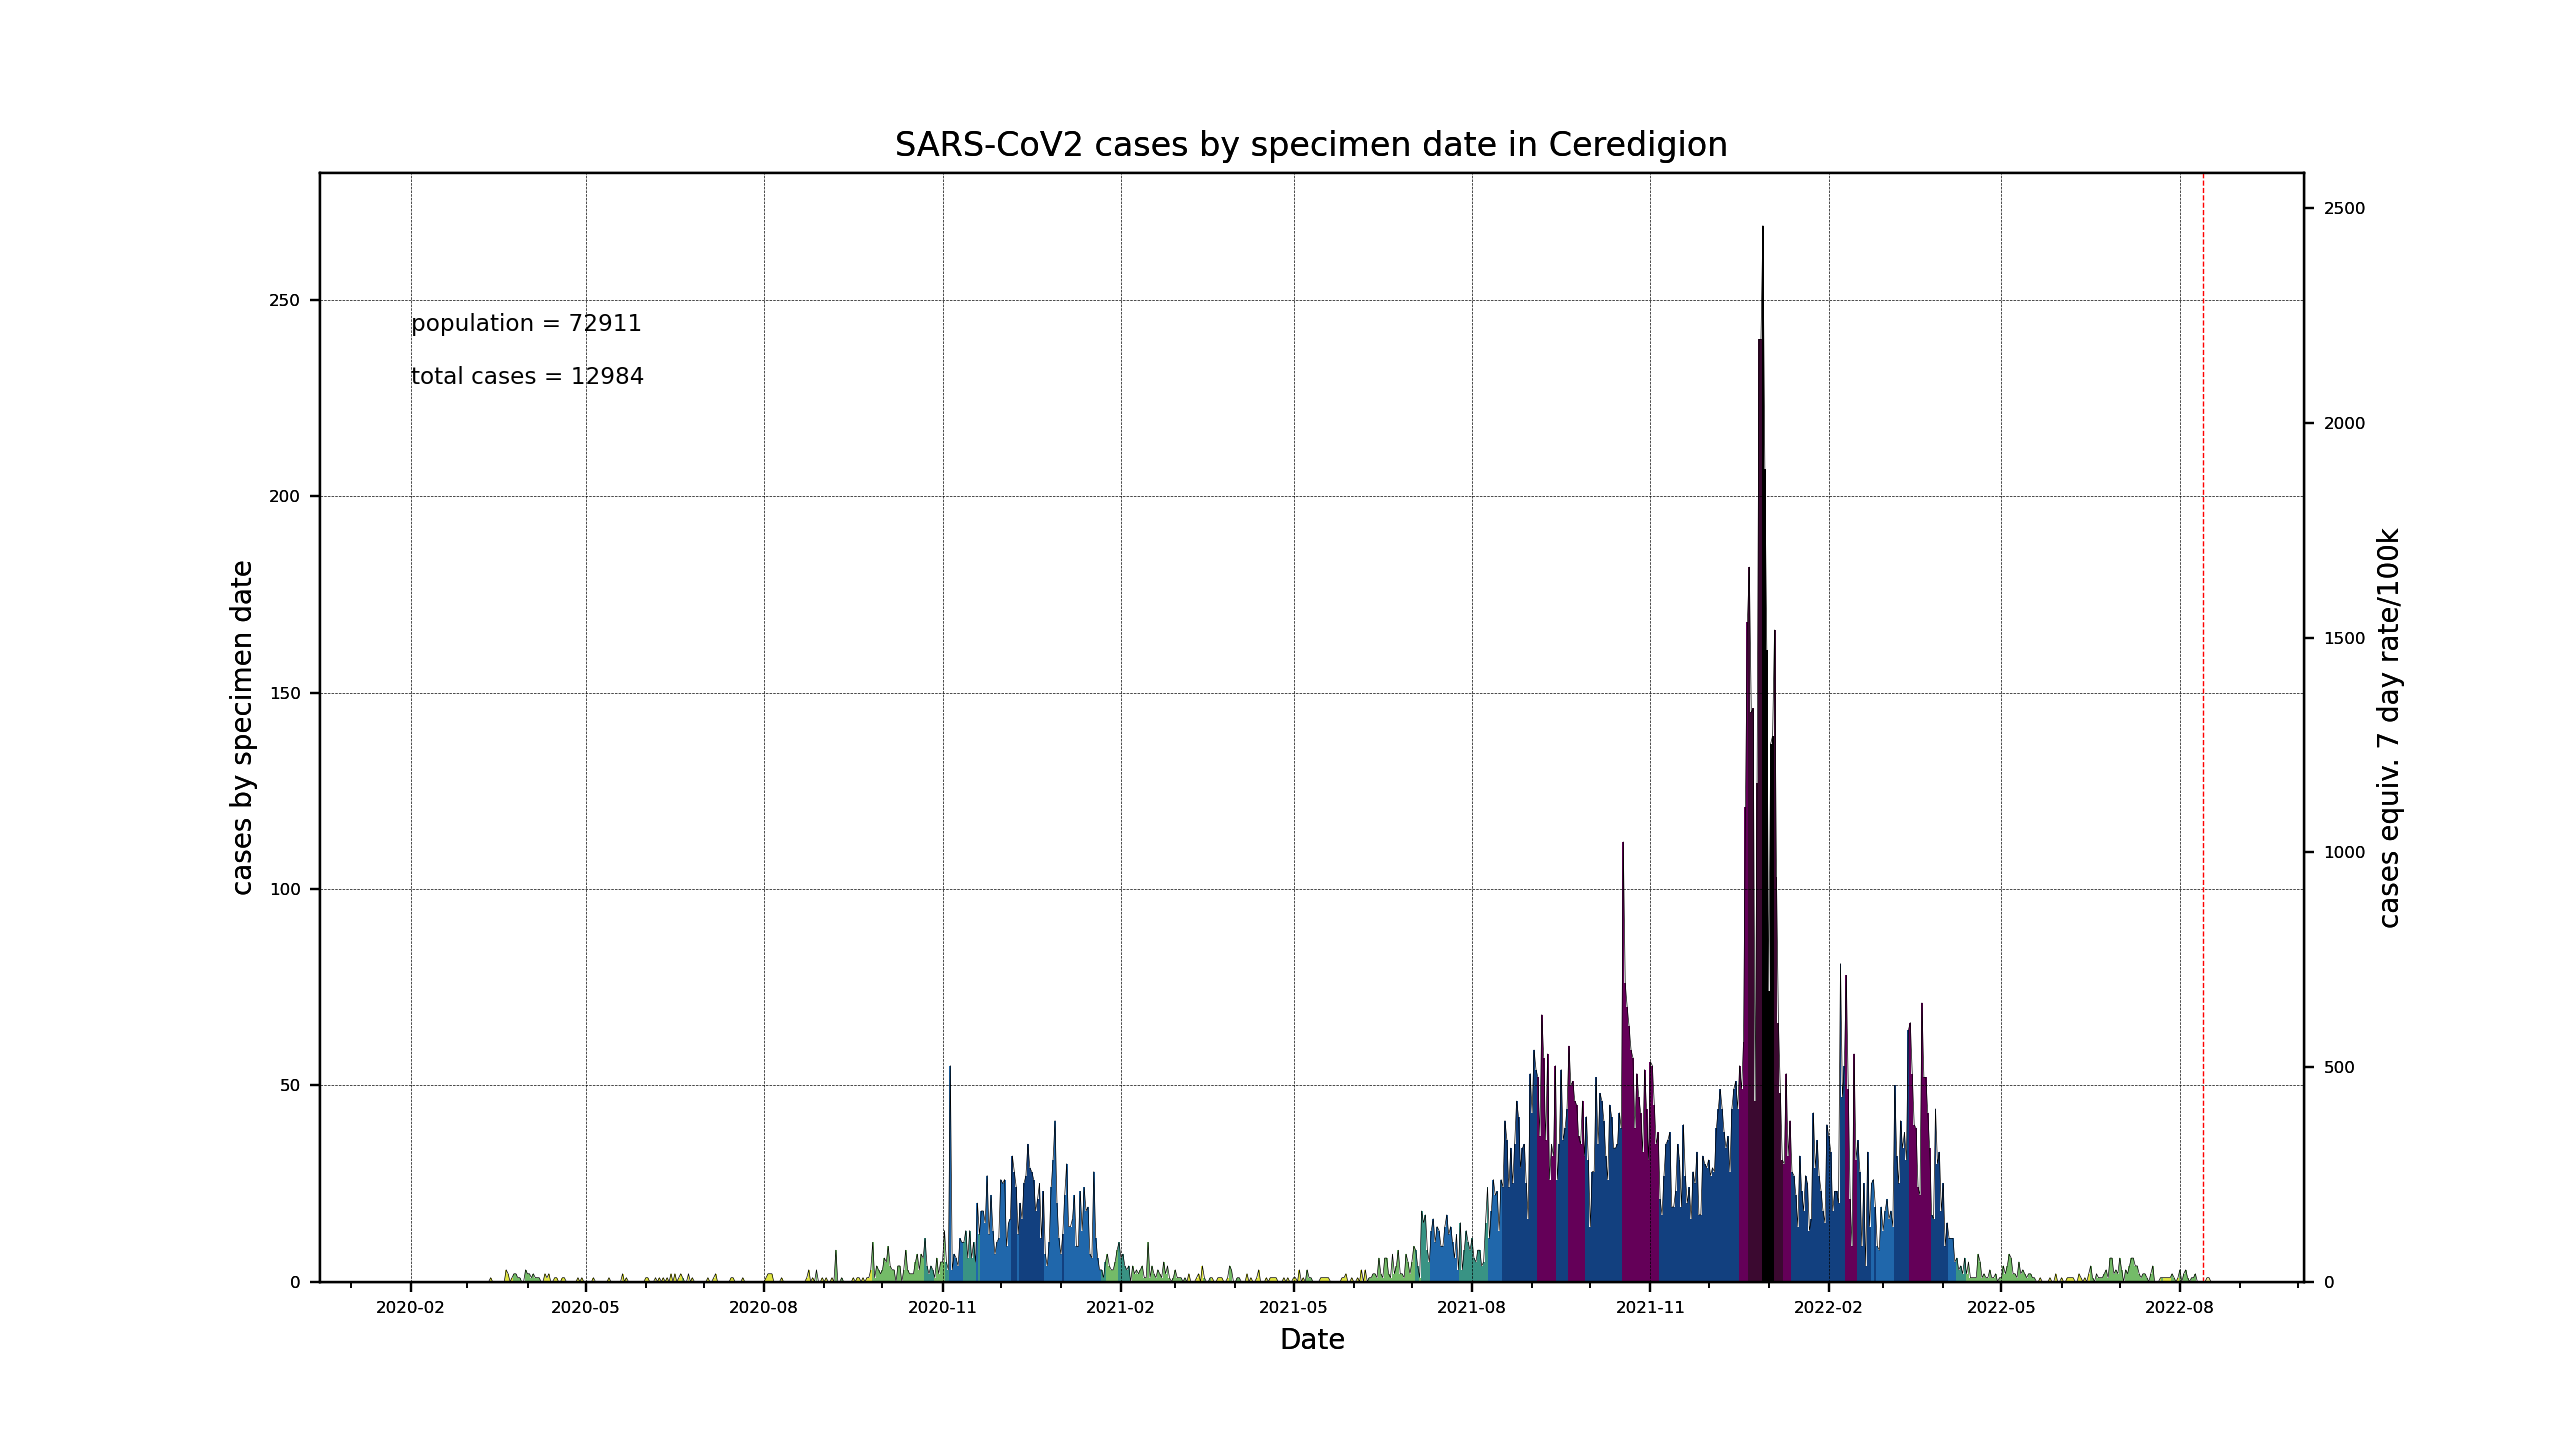 SARS-CoV2 cases by specimen date in Ceredigion
population = 72911
total cases = 12984
cases by specimen date
250
200
150
100
50
0
2500
2000
1500
1000
500
0
cases equiv. 7 day rate/100k
2020-02 2020-05 2020-08 2020-11 2021-02 2021-05 2021-08 2021-11 2022-02 2022-05 2022-08
Date